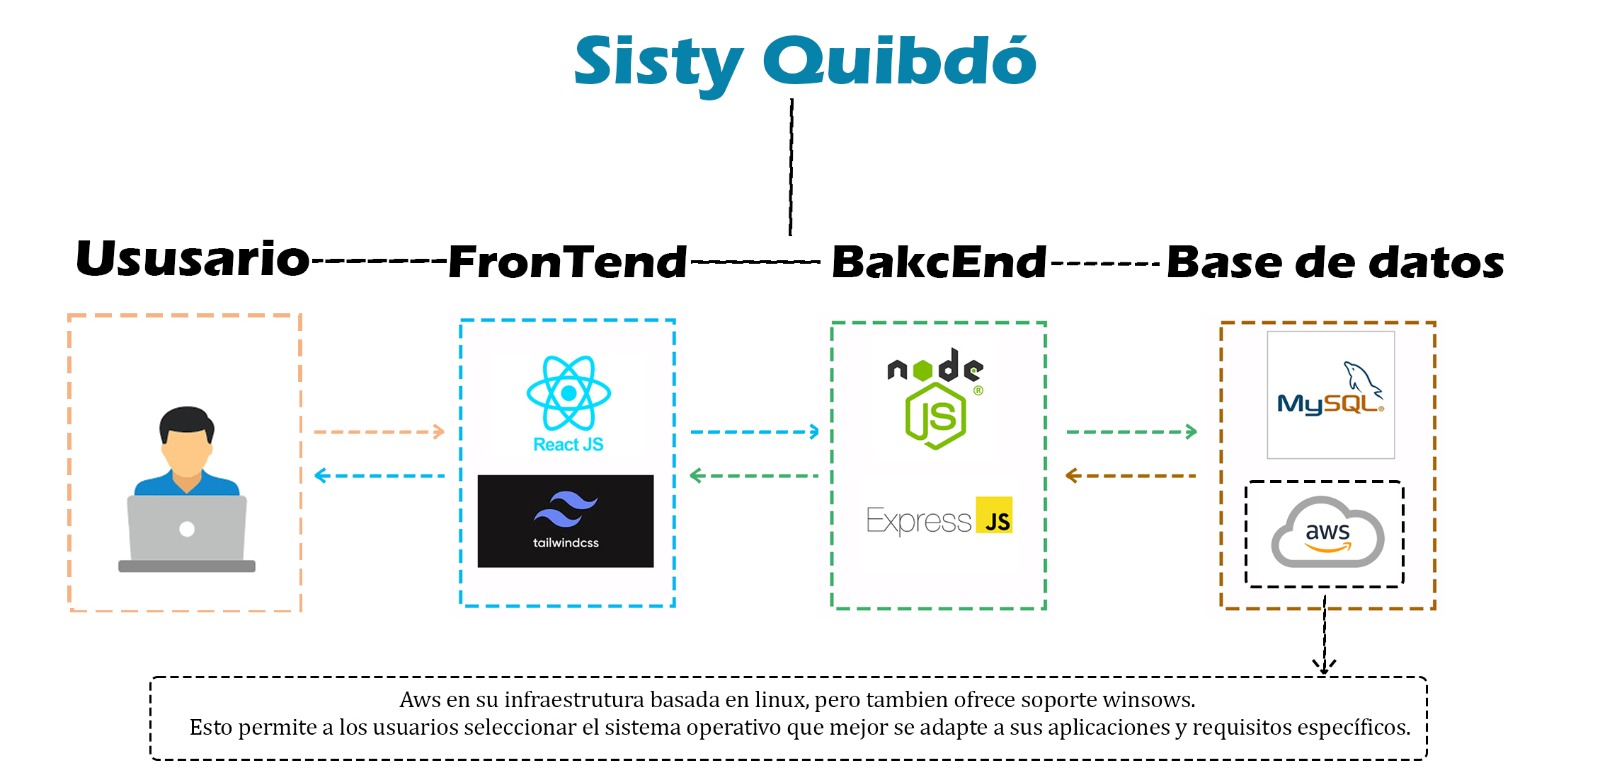 Sisty Quibdó
Ususario
FronTend
BakcEnd
Base de datos
React JS
tailwindcss
node
JS
®
Express JS
MySQL®
aws
Aws en su infraestrutura basada en linux, pero tambien ofrece soporte winsows.
Esto permite a los usuarios seleccionar el sistema operativo que mejor se adapte a sus aplicaciones y requisitos específicos.